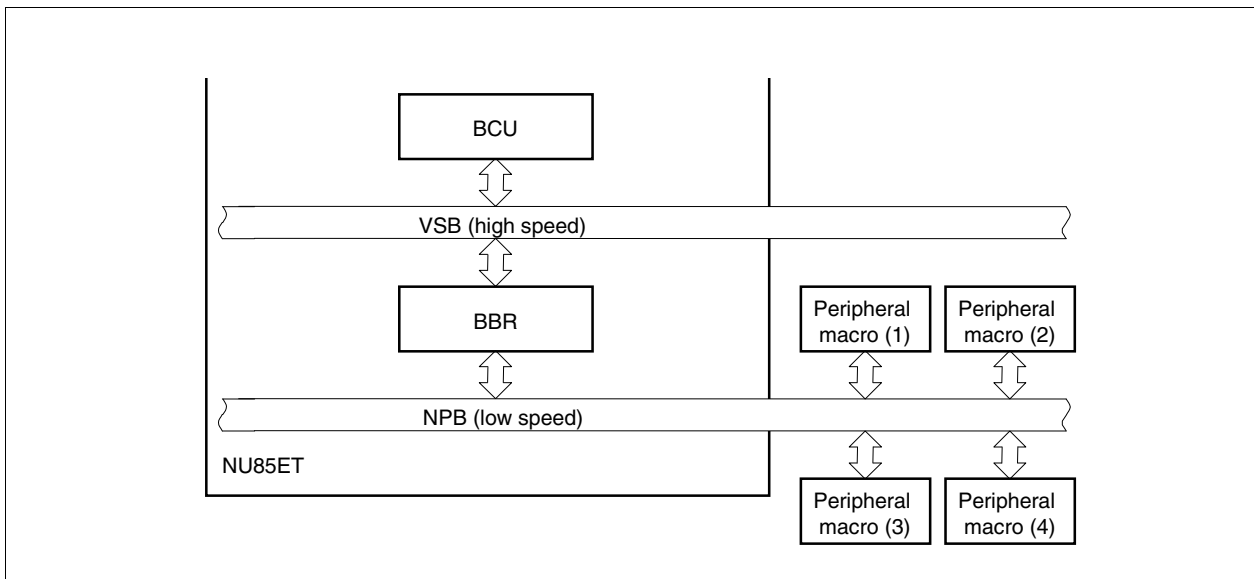 BCU
VSB (high speed)
BBR
Peripheral
macro (1)
Peripheral
macro (2)
NPB (low speed)
NU85ET
Peripheral
macro (3)
Peripheral
macro (4)